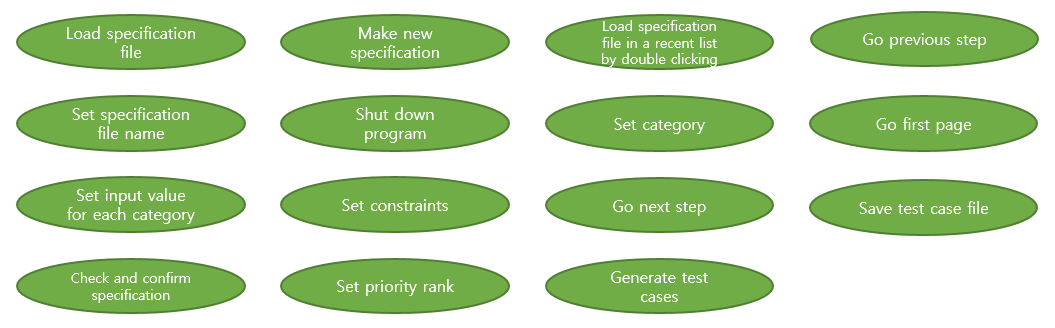 Load specification
file
Make new
specification
Load specification
file in a recent list
by double clicking
Go previous step
Set specification
file name
Shut down
program
Set category
Go first page
Set input value
for each category
Set constraints
Go next step
Save test case file
Check and confirm
specification
Set priority rank
Generate test
cases